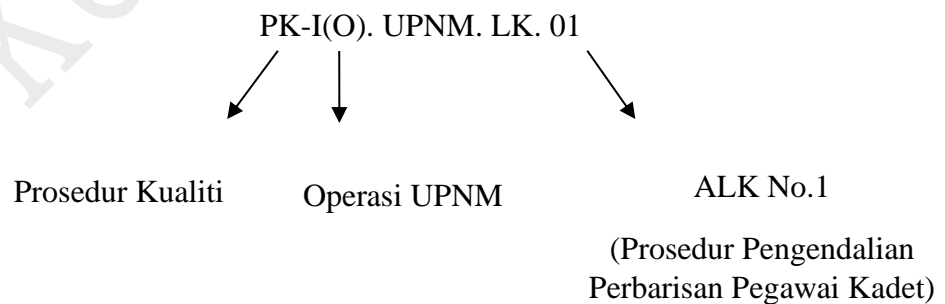 PK-I(O). UPNM. LK. 01
Prosedur Kualiti
Operasi UPNM
ALK No.1
(Prosedur Pengendalian
Perbarisan Pegawai Kadet)